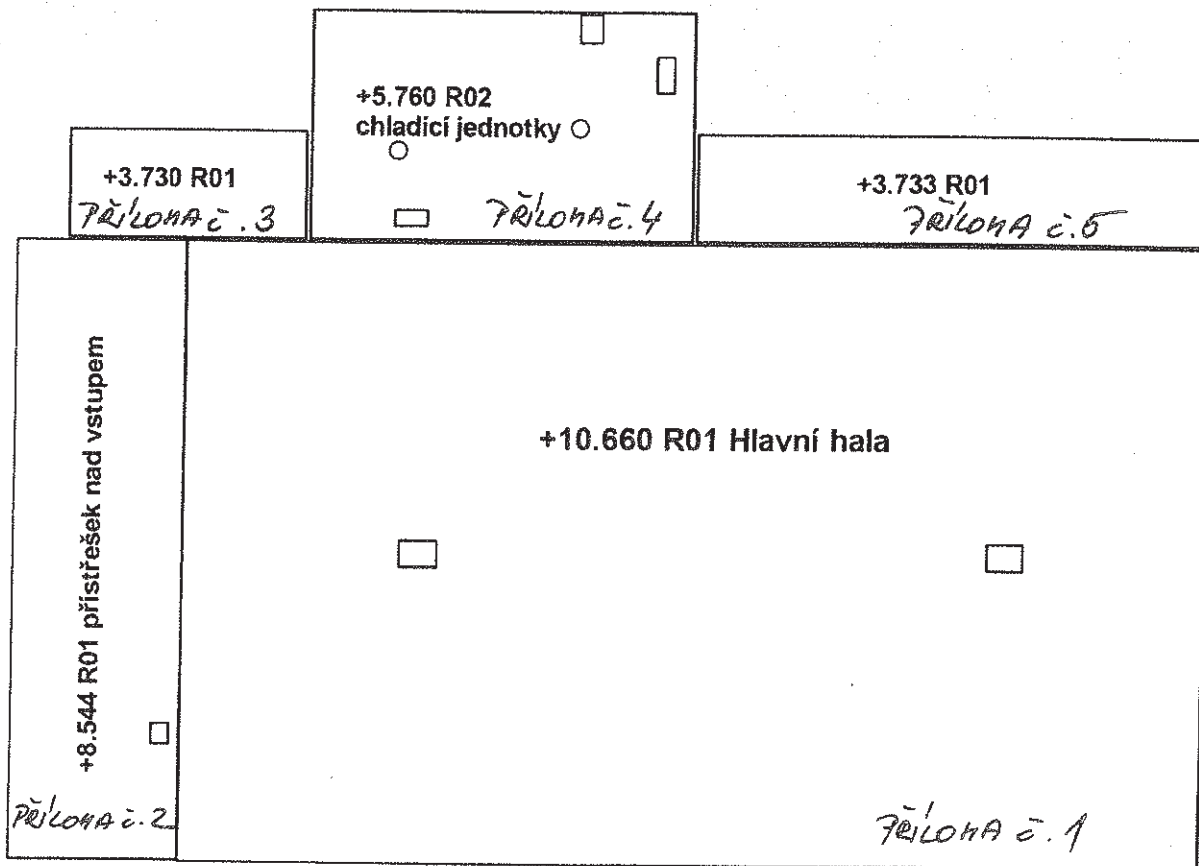 +5.760 R02
chladící jednotky
PŘÍLOHA č.4
+3.730 R01
PŘÍLOHA č.3
+3.733 R01
PŘÍLOHA č.5
+8.544 R01 přístřešek nad vstupem
PŘÍLOHA č.2
+10.660 R01 Hlavní hala
PŘÍLOHA č.1